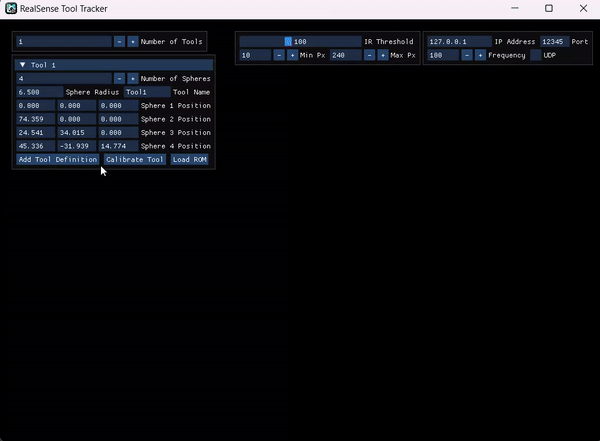 RealSense Tool Tracker
1 - + Number of Tools
▼ Tool 1
4 - + Number of Spheres
6.500 Sphere Radius Tool1 Tool Name
0.000 0.000 0.000 Sphere 1 Position
74.359 0.000 0.000 Sphere 2 Position
24.541 34.015 0.000 Sphere 3 Position
45.336 -31.939 14.774 Sphere 4 Position
Add Tool Definition Calibrate Tool Load ROM
100 IR Threshold
10 - + Min Px 240 - + Max Px
127.0.0.1 IP Address 12345 Port
100 - + Frequency UDP